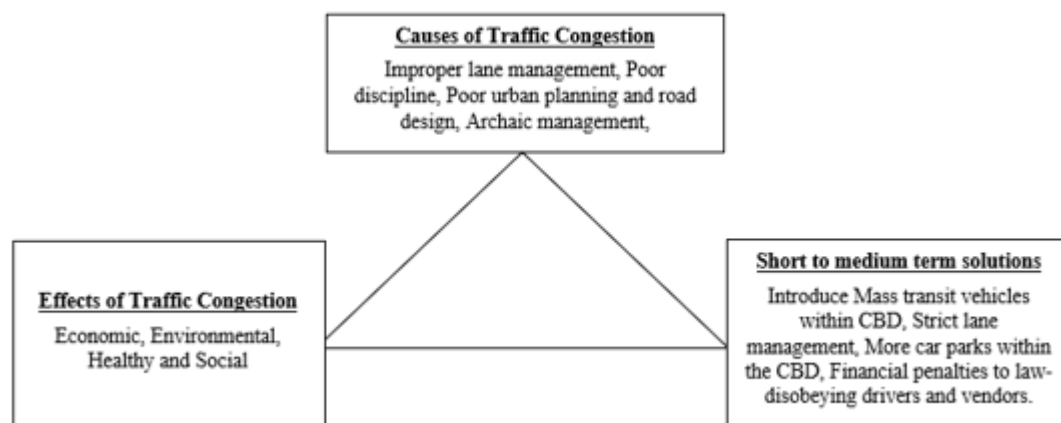 Causes of Traffic Congestion
Improper lane management, Poor
discipline, Poor urban planning and road
design, Archaic management,
Effects of Traffic Congestion
Economic, Environmental,
Healthy and Social
Short to medium term solutions
Introduce Mass transit vehicles
within CBD, Strict lane
management, More car parks within
the CBD, Financial penalties to law-
disobeying drivers and vendors.